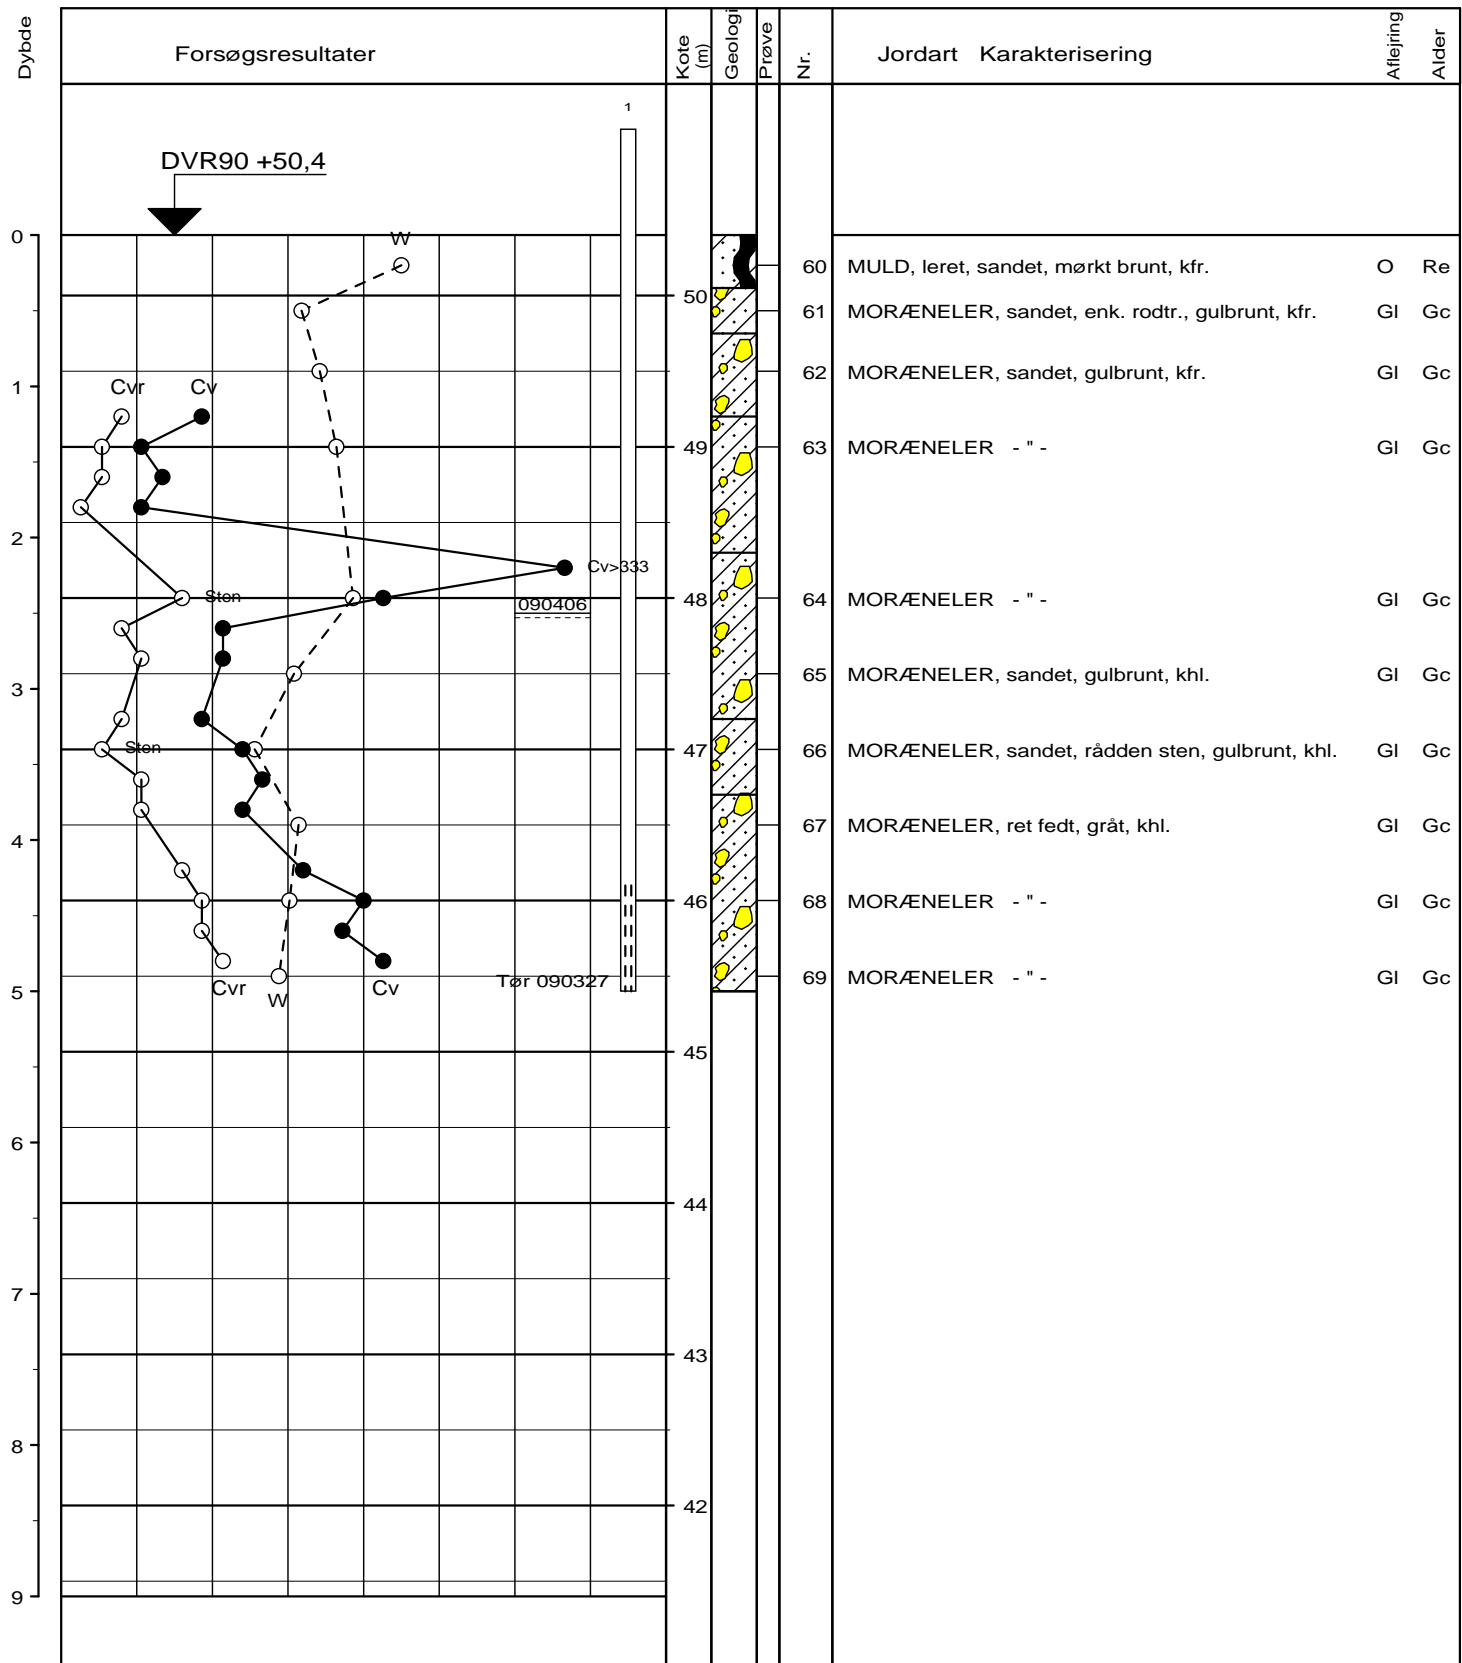 Dybde
Forsøgsresultater
Kote (m)
Geologi
Prøve
Nr.
Jordart Karakterisering
Aflejring
Alder
1
DVR90 +50,4
0
W
60 MULD, leret, sandet, mørkt brunt, kfr. O Re
50
61 MORÆNELER, sandet, enk. rodtr., gulbrunt, kfr. Gl Gc
62 MORÆNELER, sandet, gulbrunt, kfr. Gl Gc
1
Cvr Cv
49
63 MORÆNELER - " - Gl Gc
2
Cv>333
Sten
090406
48
64 MORÆNELER - " - Gl Gc
65 MORÆNELER, sandet, gulbrunt, khl. Gl Gc
3
Sten
47
66 MORÆNELER, sandet, rådden sten, gulbrunt, khl. Gl Gc
67 MORÆNELER, ret fedt, gråt, khl. Gl Gc
4
46
68 MORÆNELER - " - Gl Gc
Tør 090327
69 MORÆNELER - " - Gl Gc
5
Cvr W Cv
45
6
44
7
43
8
42
9